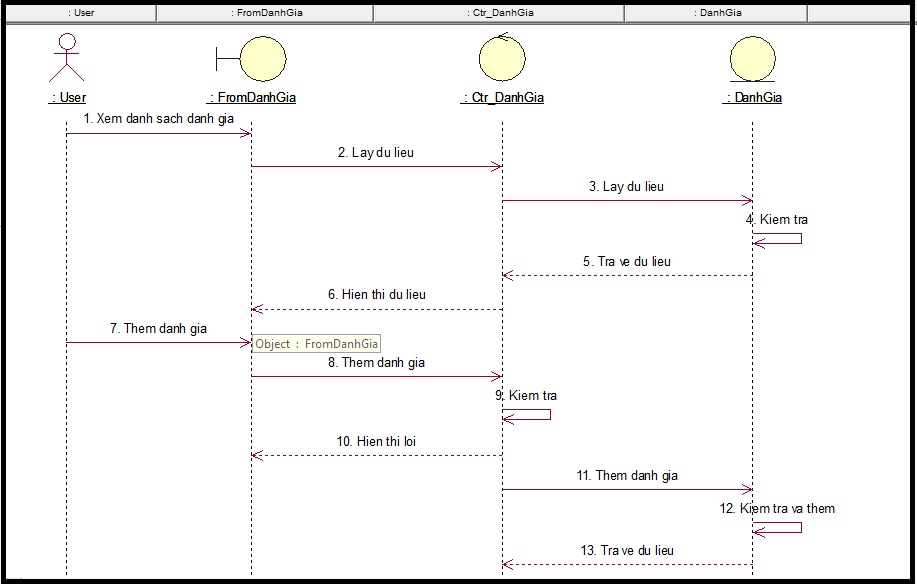 : User
: FromDanhGia
: Ctr_DanhGia
: DanhGia
: User
: FromDanhGia
: Ctr_DanhGia
: DanhGia
1. Xem danh sach danh gia
2. Lay du lieu
3. Lay du lieu
4. Kiem tra
5. Tra ve du lieu
6. Hien thi du lieu
7. Them danh gia
Object : FromDanhGia
8. Them danh gia
9. Kiem tra
10. Hien thi loi
11. Them danh gia
12. Kiem tra va them
13. Tra ve du lieu